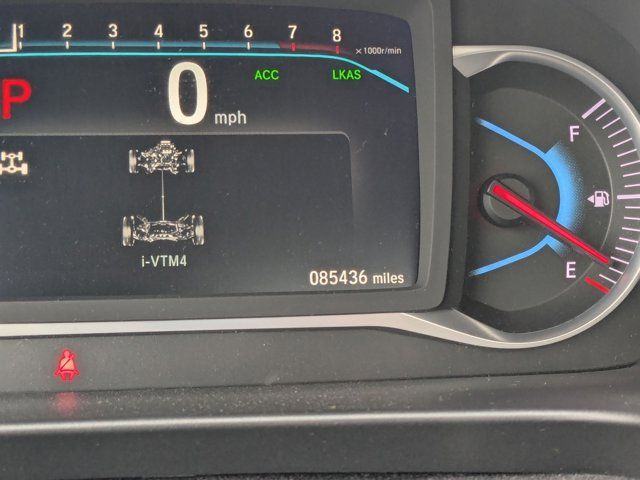 1 2 3 4 5 6 7 8
×1000r/min
ACC LKAS
P 0 mph
F
i-VTM4
E
085436 miles